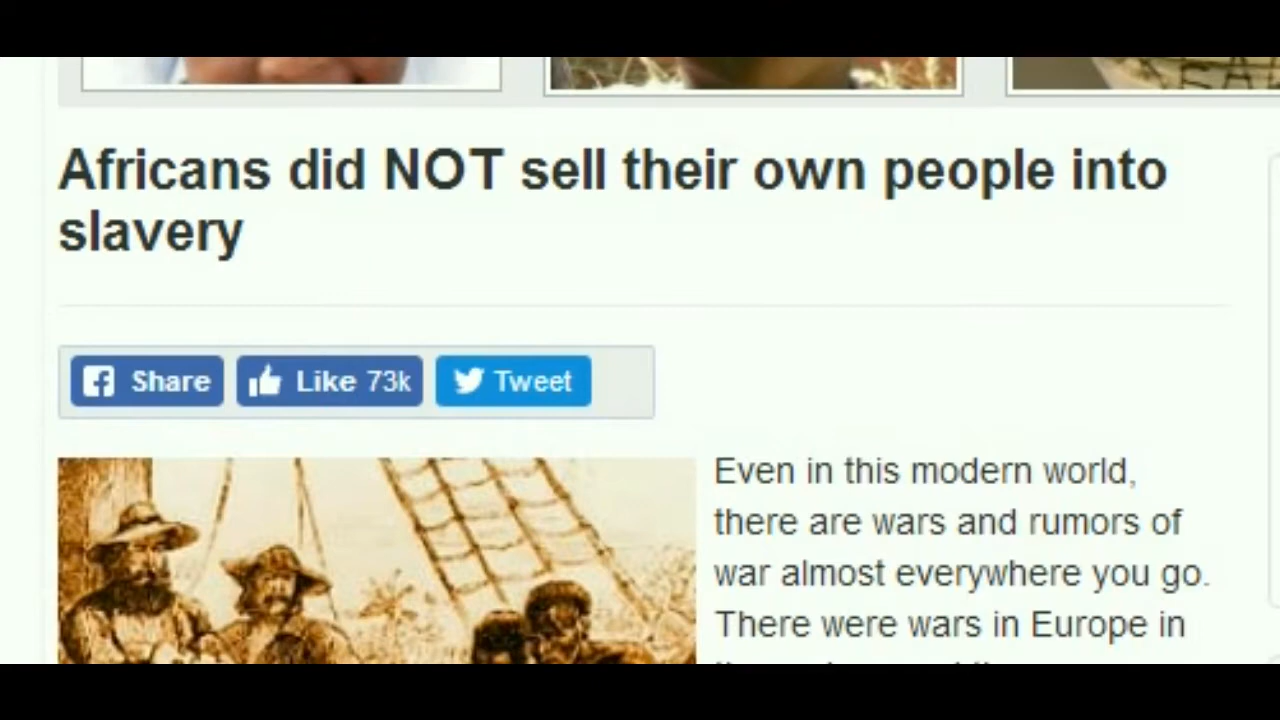 Africans did NOT sell their own people into
slavery
Share Like 73k Tweet
Even in this modern world,
there are wars and rumors of
war almost everywhere you go.
There were wars in Europe in